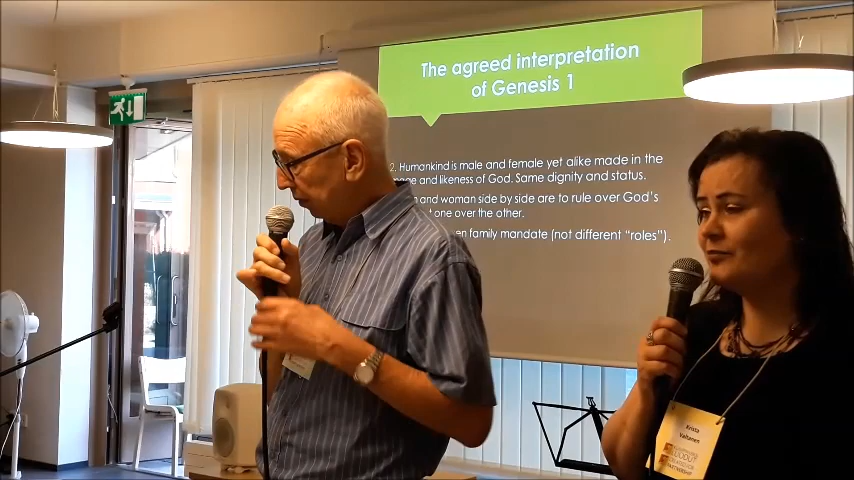 The agreed interpretation
of Genesis 1
2. Humankind is male and female yet alike made in the
and likeness of God. Same dignity and status.
and woman side by side are to rule over God's
one over the other.
family mandate (not different "roles").
Krista
Valtonen
PARTNERSHIP